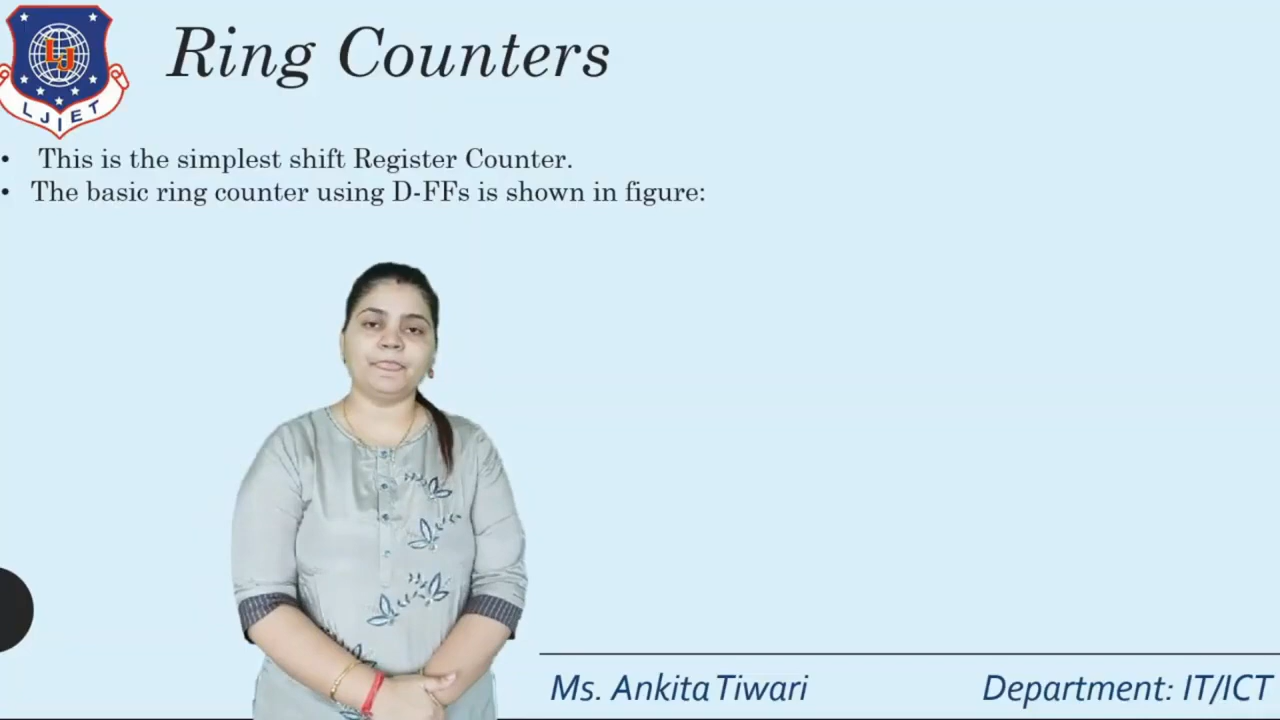 LJ
LJIET
Ring Counters
• This is the simplest shift Register Counter.
• The basic ring counter using D-FFs is shown in figure:
Ms. Ankita Tiwari
Department: IT/ICT